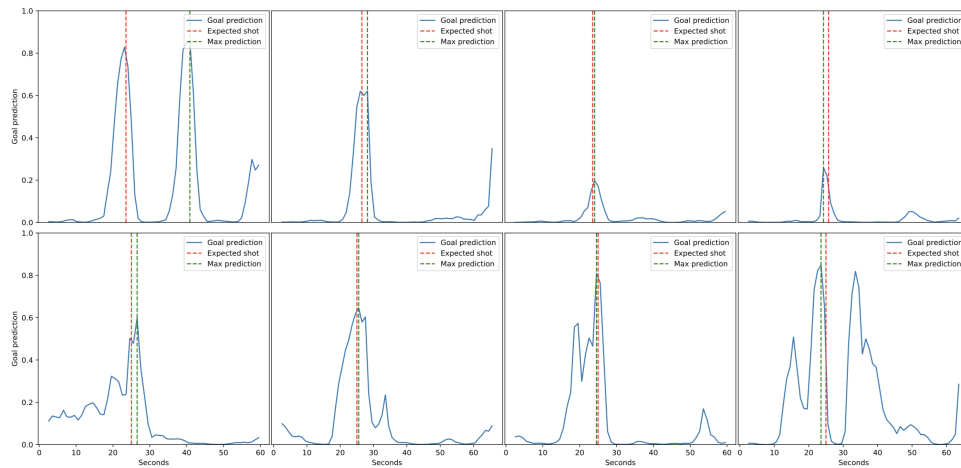 1.0
0.8
0.6
0.4
0.2
0.0
Goal prediction
Goal prediction
Expected shot
Max prediction
Goal prediction
Expected shot
Max prediction
Goal prediction
Expected shot
Max prediction
Goal prediction
Expected shot
Max prediction
1.0
0.8
0.6
0.4
0.2
0.0
Goal prediction
Goal prediction
Expected shot
Max prediction
Goal prediction
Expected shot
Max prediction
Goal prediction
Expected shot
Max prediction
Goal prediction
Expected shot
Max prediction
0 10 20 30 40 50 60
Seconds
0 10 20 30 40 50 60
Seconds
0 10 20 30 40 50 60
Seconds
0 10 20 30 40 50 60
Seconds